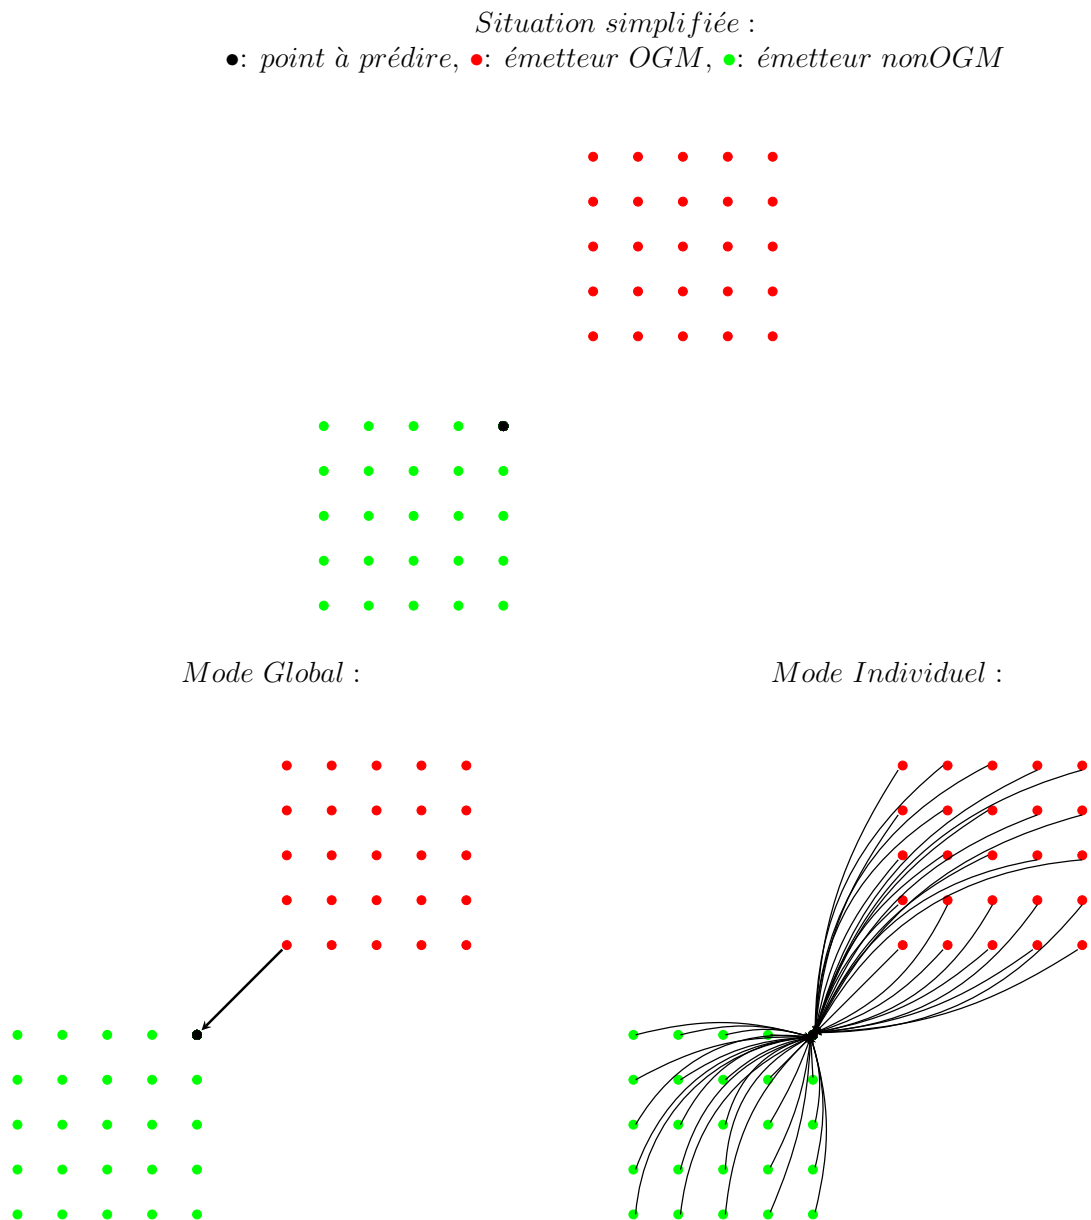 Situation simplifiée :
●: point à prédire, ●: émetteur OGM, ●: émetteur nonOGM
Mode Global :
Mode Individuel :